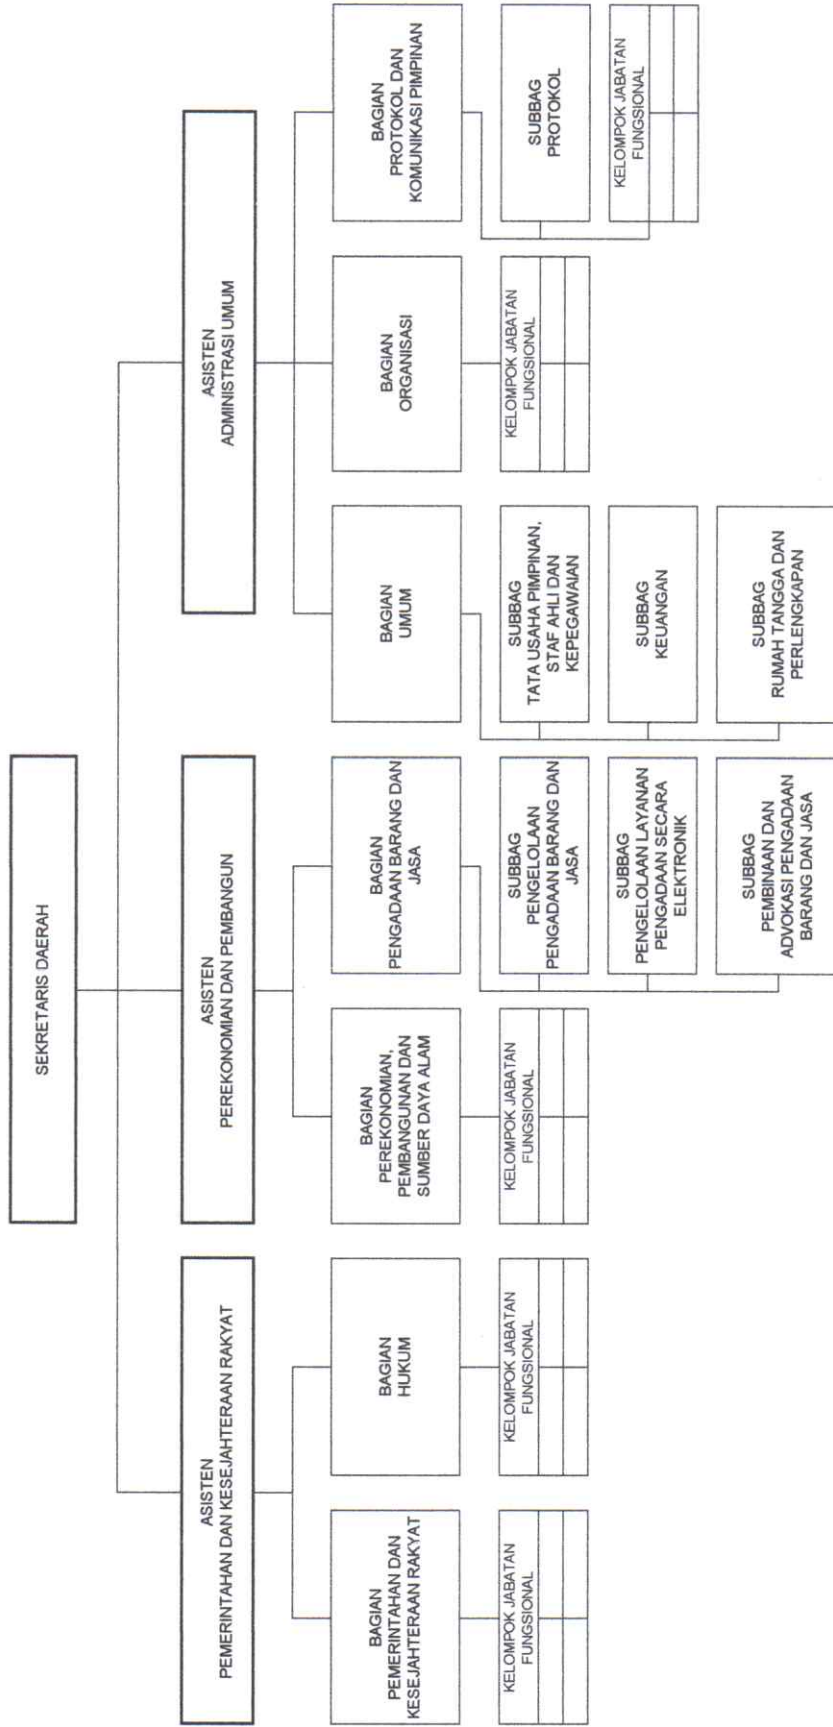 SEKRETARIS DAERAH
ASISTEN
PEMERINTAHAN DAN KESEJAHTERAAN RAKYAT
ASISTEN
PEREKONOMIAN DAN PEMBANGUN
ASISTEN
ADMINISTRASI UMUM
BAGIAN
PEMERINTAHAN DAN
KESEJAHTERAAN RAKYAT
BAGIAN
HUKUM
BAGIAN
PEREKONOMIAN,
PEMBANGUNAN DAN
SUMBER DAYA ALAM
BAGIAN
PENGADAAN BARANG DAN
JASA
BAGIAN
UMUM
BAGIAN
ORGANISASI
BAGIAN
PROTOKOL DAN
KOMUNIKASI PIMPINAN
KELOMPOK JABATAN
FUNGSIONAL
KELOMPOK JABATAN
FUNGSIONAL
KELOMPOK JABATAN
FUNGSIONAL
SUBBAG
PENGELOLAAN
PENGADAAN BARANG DAN
JASA
SUBBAG
TATA USAHA PIMPINAN,
STAF AHLI DAN
KEPEGAWAIAN
KELOMPOK JABATAN
FUNGSIONAL
SUBBAG
PROTOKOL
SUBBAG
PENGELOLAAN LAYANAN
PENGADAAN SECARA
ELEKTRONIK
SUBBAG
KEUANGAN
KELOMPOK JABATAN
FUNGSIONAL
SUBBAG
PEMBINAAN DAN
ADVOKASI PENGADAAN
BARANG DAN JASA
SUBBAG
RUMAH TANGGA DAN
PERLENGKAPAN